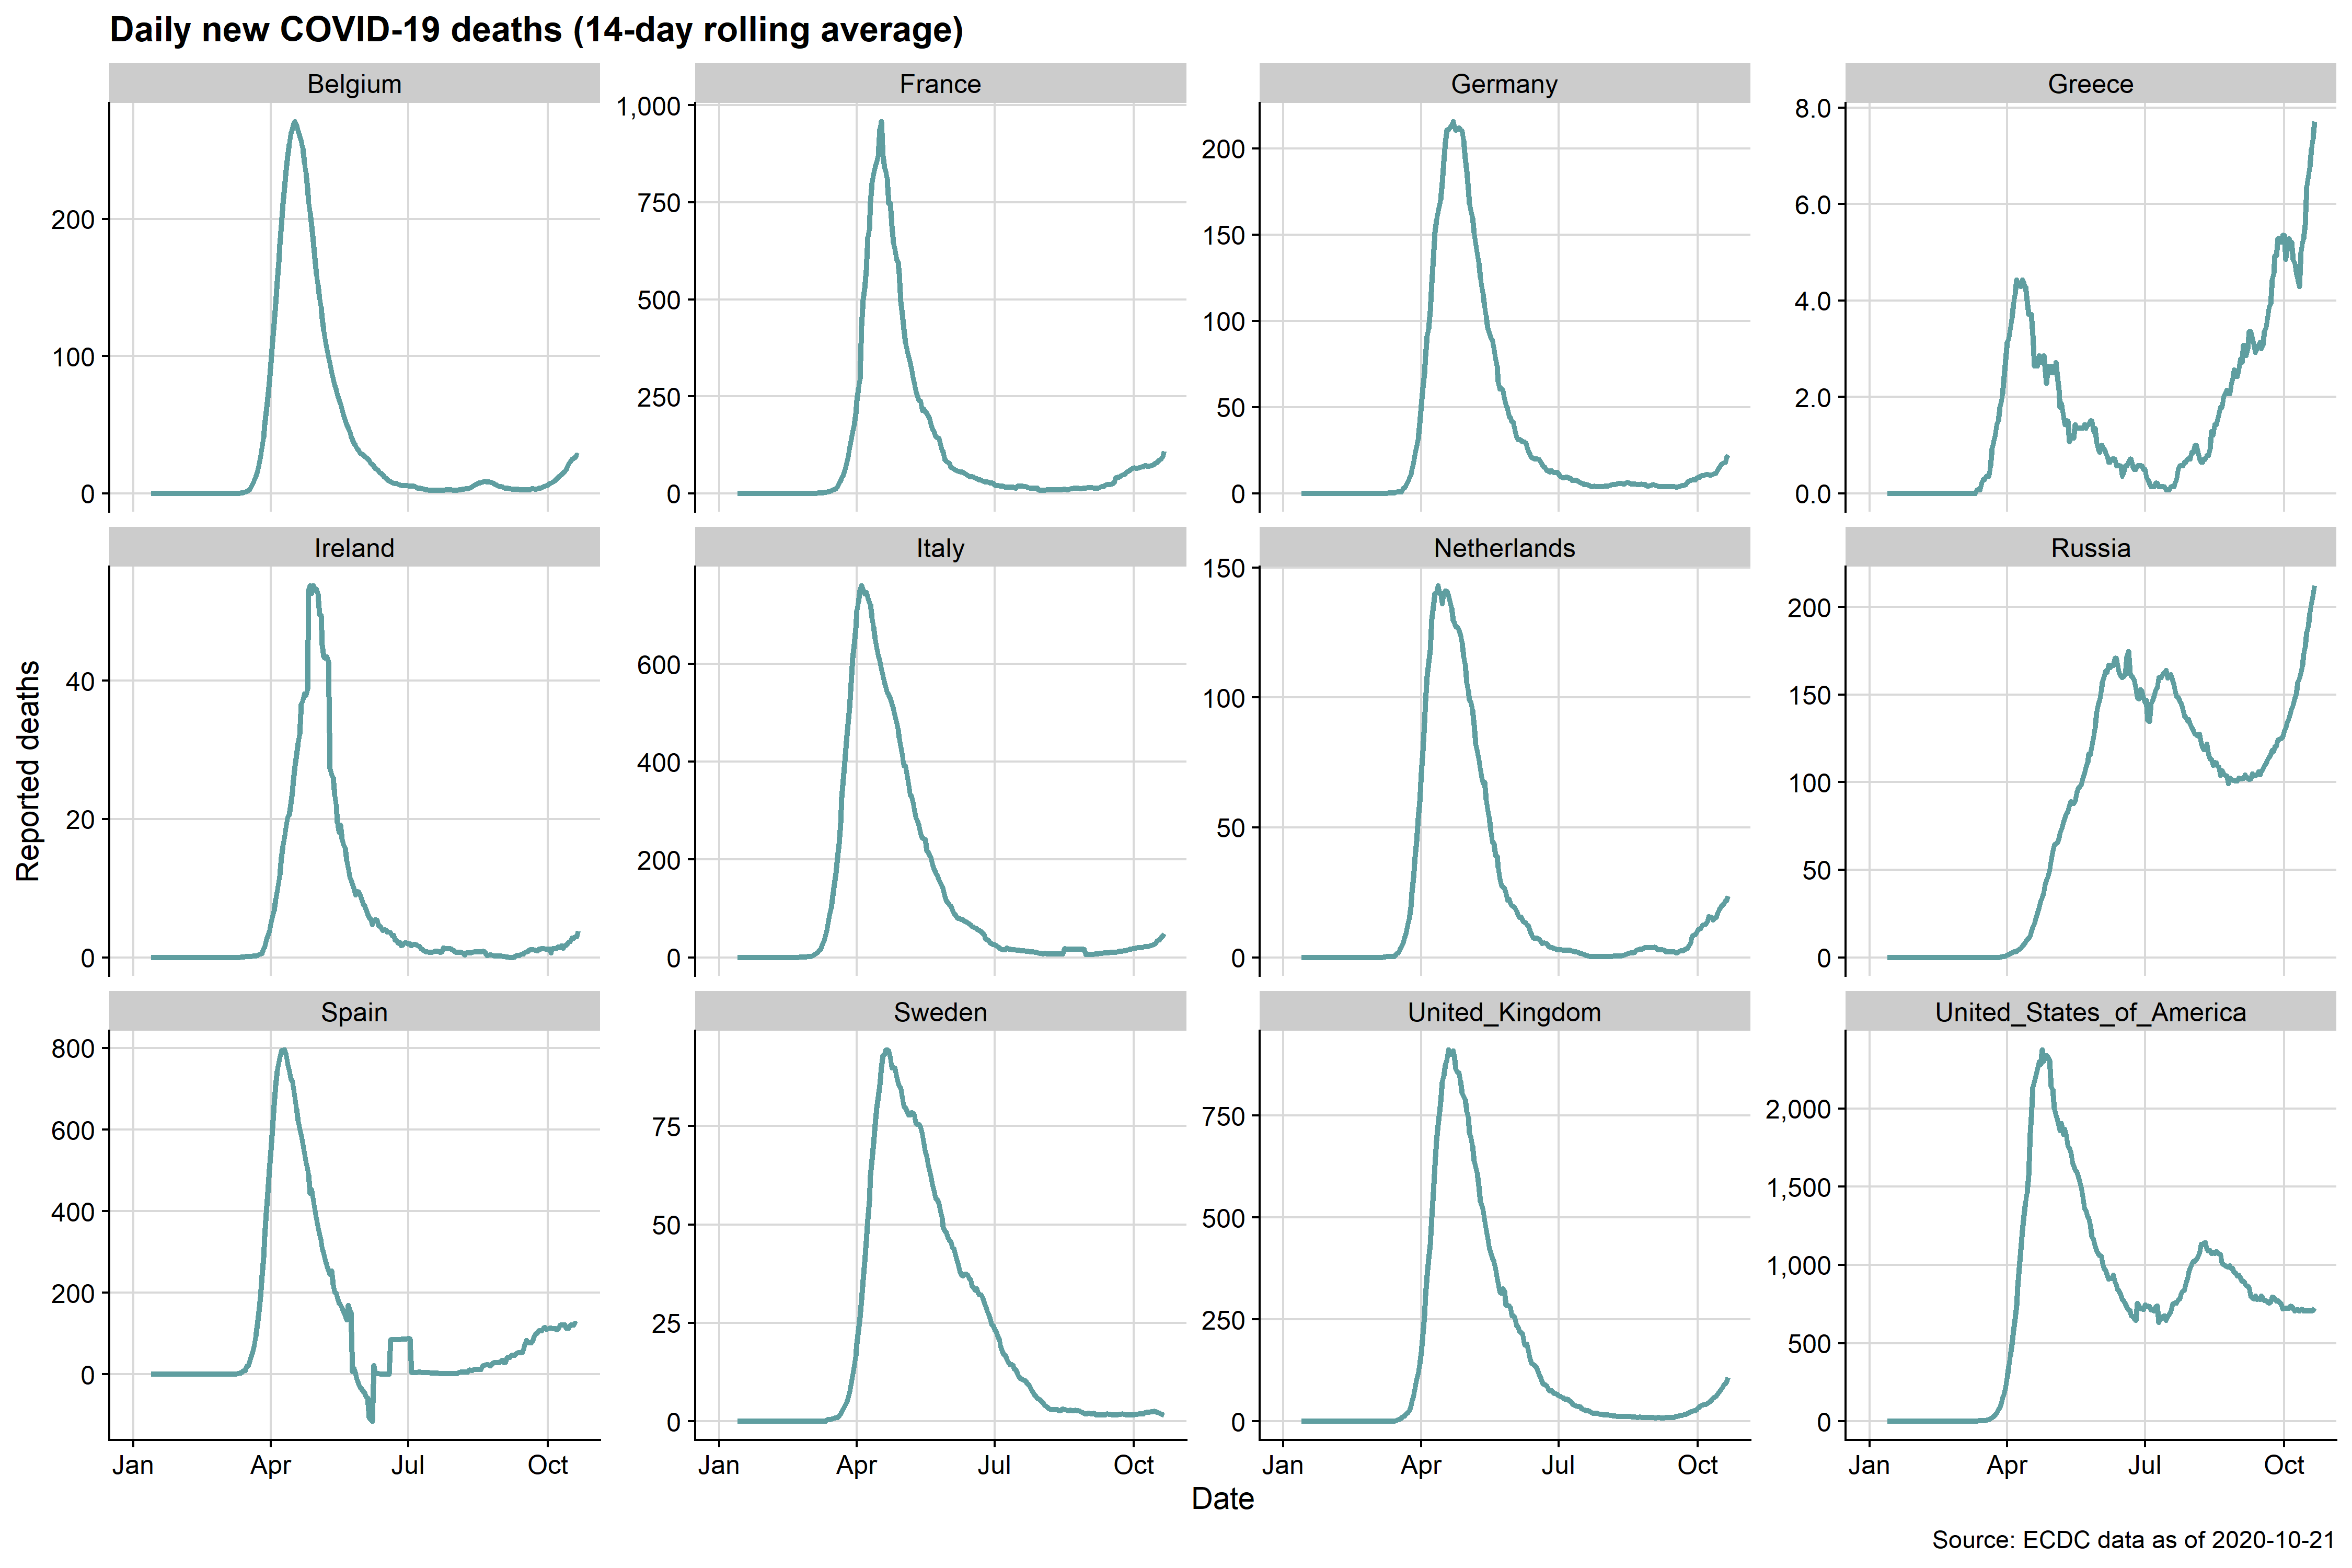 Daily new COVID-19 deaths (14-day rolling average)
Belgium
France
Germany
Greece
200
100
0
1,000
750
500
250
0
200
150
100
50
0
8.0
6.0
4.0
2.0
0.0
Ireland
Italy
Netherlands
Russia
40
20
0
600
400
200
0
150
100
50
0
200
150
100
50
0
Reported deaths
Spain
Sweden
United_Kingdom
United_States_of_America
800
600
400
200
0
75
50
25
0
750
500
250
0
2,000
1,500
1,000
500
0
Jan Apr Jul Oct
Jan Apr Jul Oct
Jan Apr Jul Oct
Jan Apr Jul Oct
Date
Source: ECDC data as of 2020-10-21